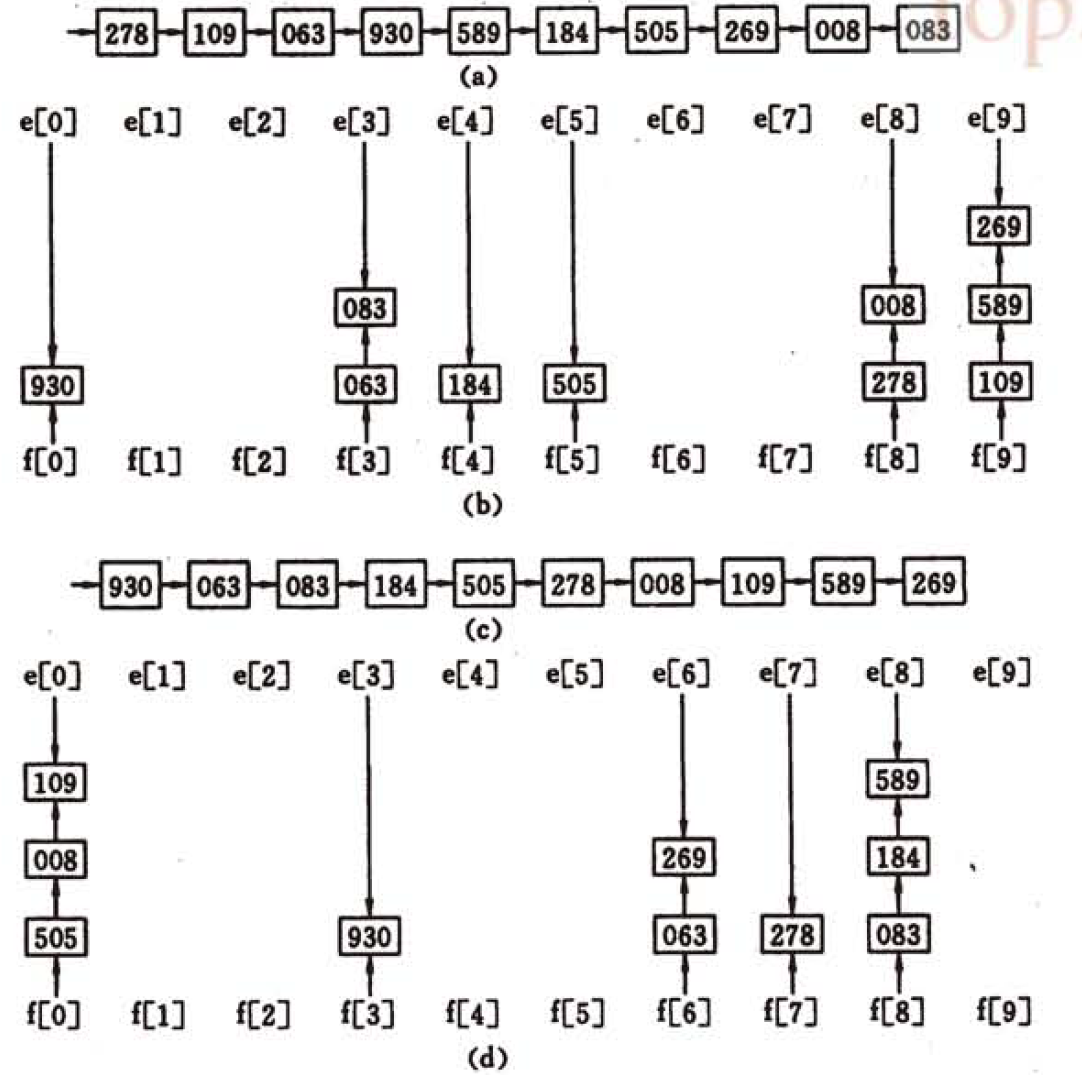 278 109 063 930 589 184 505 269 008 083
(a)
e[0] e[1] e[2] e[3] e[4] e[5] e[6] e[7] e[8] e[9]
269
083 008 589
930 063 184 505 278 109
f[0] f[1] f[2] f[3] f[4] f[5] f[6] f[7] f[8] f[9]
(b)
930 063 083 184 505 278 008 109 589 269
(c)
e[0] e[1] e[2] e[3] e[4] e[5] e[6] e[7] e[8] e[9]
109 589
008 269 184
505 930 063 278 083
f[0] f[1] f[2] f[3] f[4] f[5] f[6] f[7] f[8] f[9]
(d)